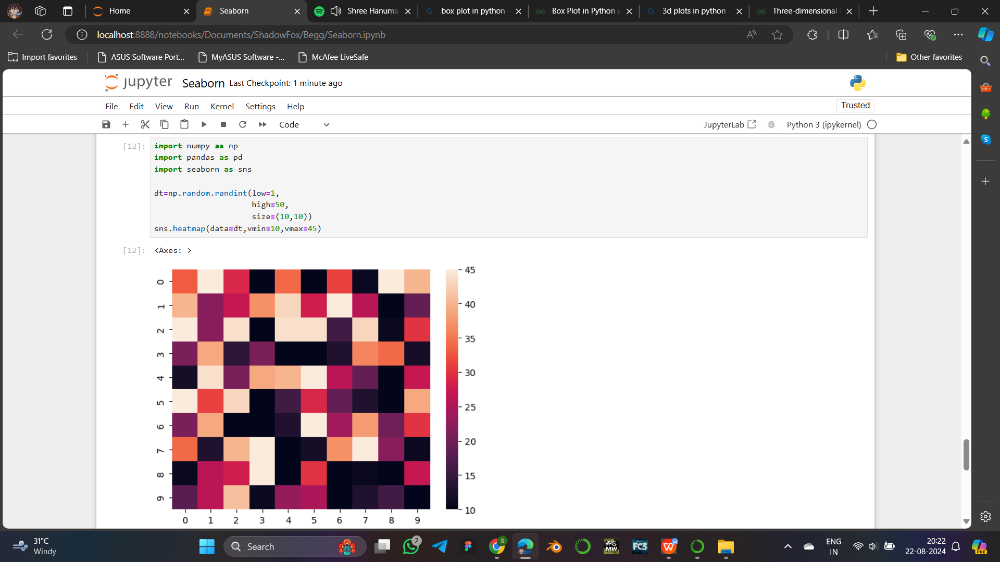 Home
Seaborn
Shree Hanuma
box plot in python
Box Plot in Python u
3d plots in python
Three-dimensional
localhost:8888/notebooks/Documents/ShadowFox/Begg/Seaborn.ipynb
Import favorites
ASUS Software Port...
MyASUS Software -...
McAfee LiveSafe
Other favorites
jupyter Seaborn Last Checkpoint: 1 minute ago
File Edit View Run Kernel Settings Help
Trusted
Code
JupyterLab
Python 3 (ipykernel)
[12]: import numpy as np
import pandas as pd
import seaborn as sns
dt=np.random.randint(low=1,
high=50,
size=(10,10))
sns.heatmap(data=dt,vmin=10,vmax=45)
[12]: <Axes: >
0
1
2
3
4
5
6
7
8
9
0 1 2 3 4 5 6 7 8 9
45
40
35
30
25
20
15
10
31°C
Windy
Search
2
S
MW
FC3
W
ENG
IN
20:22
22-08-2024
PRE